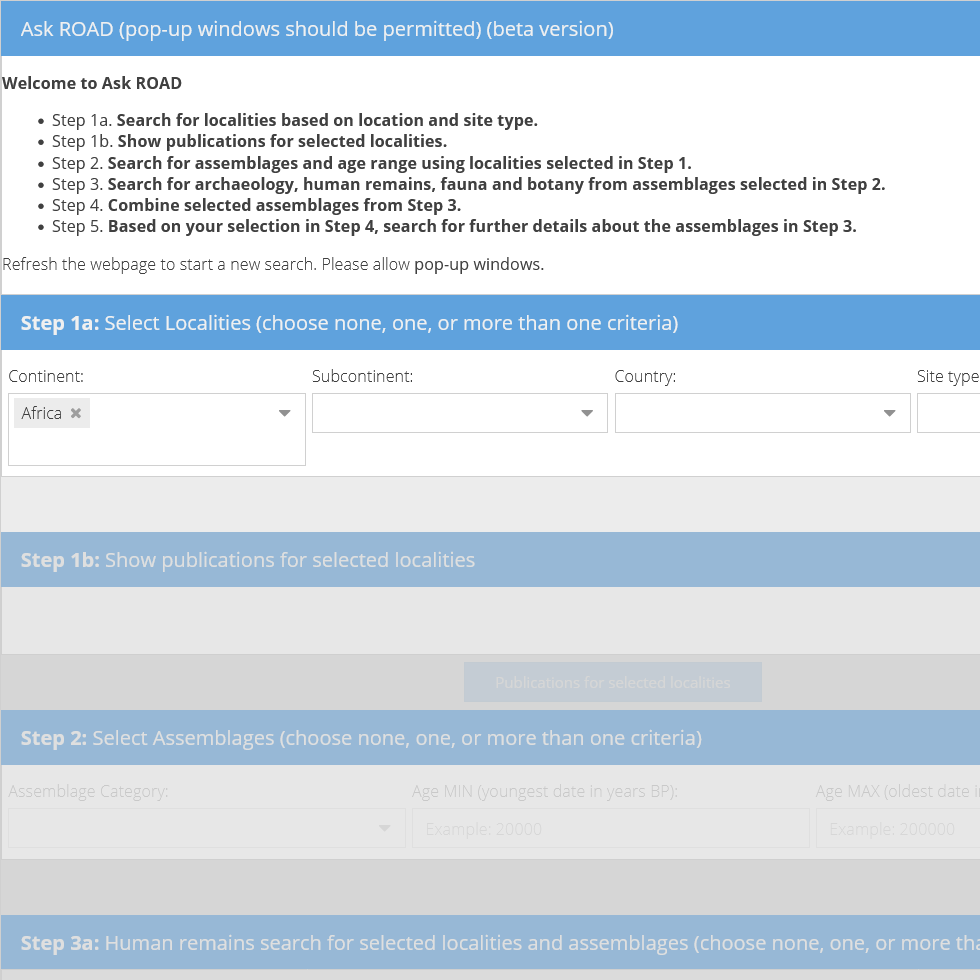 Ask ROAD (pop-up windows should be permitted) (beta version)
Welcome to Ask ROAD
• Step 1a. Search for localities based on location and site type.
• Step 1b. Show publications for selected localities.
• Step 2. Search for assemblages and age range using localities selected in Step 1.
• Step 3. Search for archaeology, human remains, fauna and botany from assemblages selected in Step 2.
• Step 4. Combine selected assemblages from Step 3.
• Step 5. Based on your selection in Step 4, search for further details about the assemblages in Step 3.
Refresh the webpage to start a new search. Please allow pop-up windows.
Step 1a: Select Localities (choose none, one, or more than one criteria)
Continent: Subcontinent: Country: Site type
Africa ✖
Step 1b: Show publications for selected localities
Publications for selected localities
Step 2: Select Assemblages (choose none, one, or more than one criteria)
Assemblage Category: Age MIN (youngest date in years BP): Age MAX (oldest date
Example: 20000 Example: 200000
Step 3a: Human remains search for selected localities and assemblages (choose none, one, or more